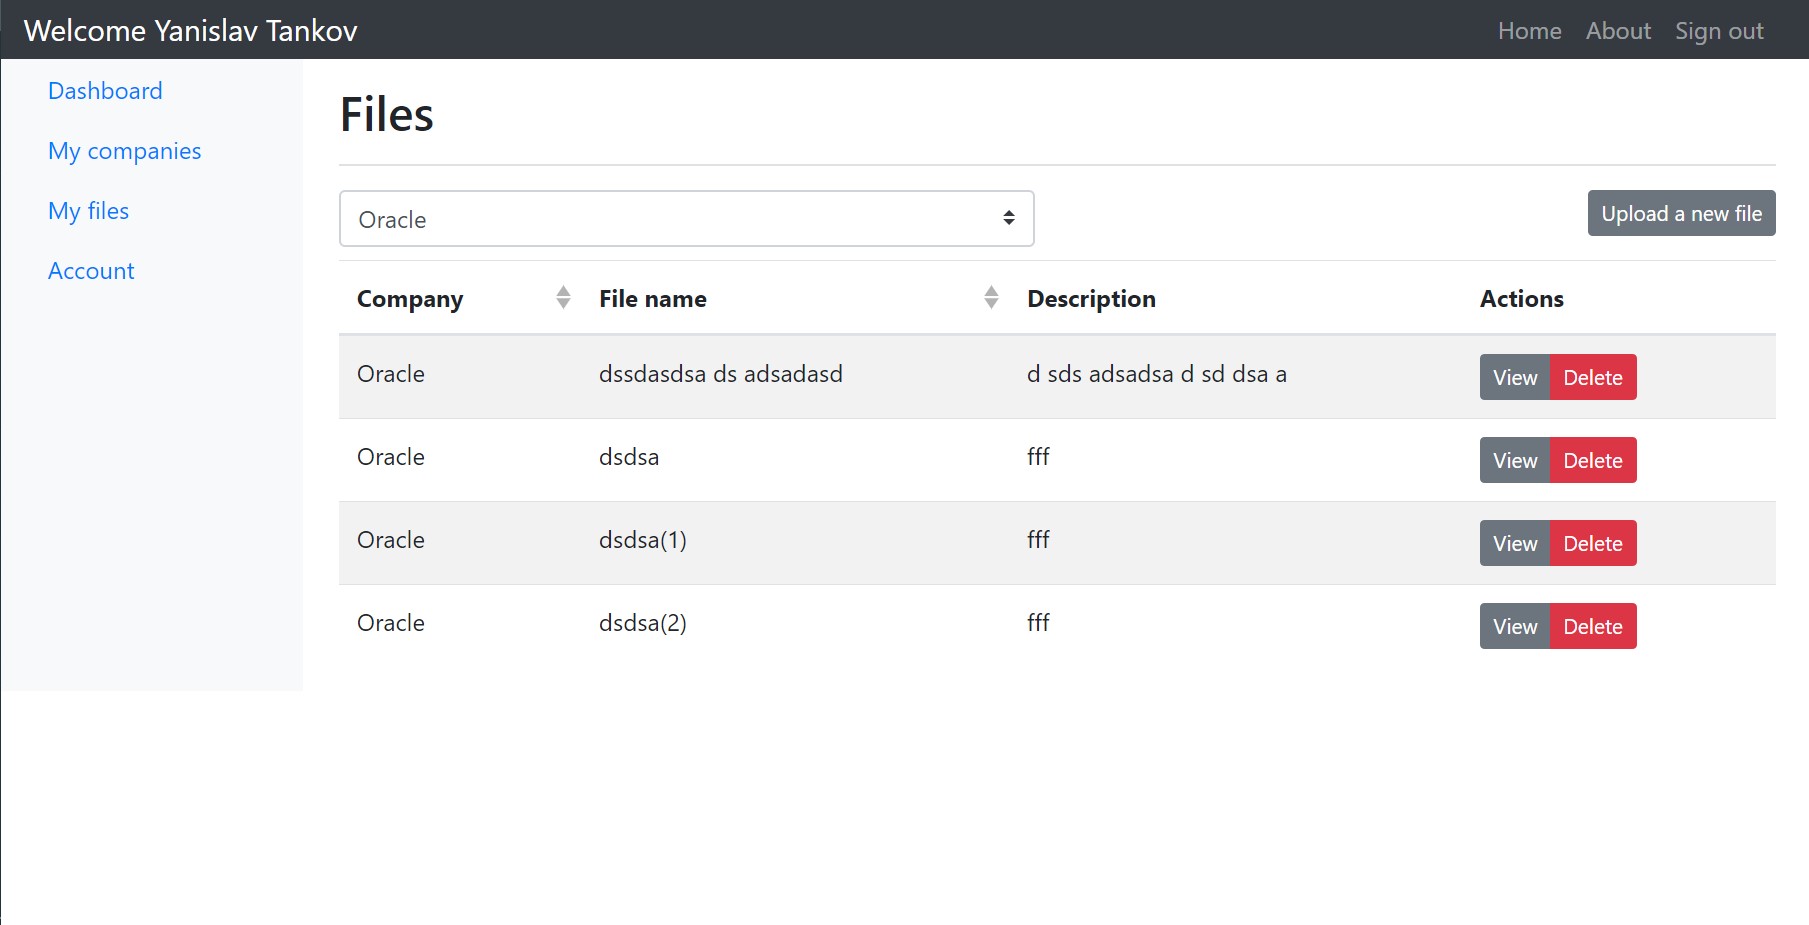 Welcome Yanislav Tankov
Home About Sign out
Dashboard
My companies
My files
Account
Files
Oracle
Upload a new file
Company File name Description Actions
Oracle dssdasdsa ds adsadasd d sds adsadsa d sd dsa a View Delete
Oracle dsdsa fff View Delete
Oracle dsdsa(1) fff View Delete
Oracle dsdsa(2) fff View Delete